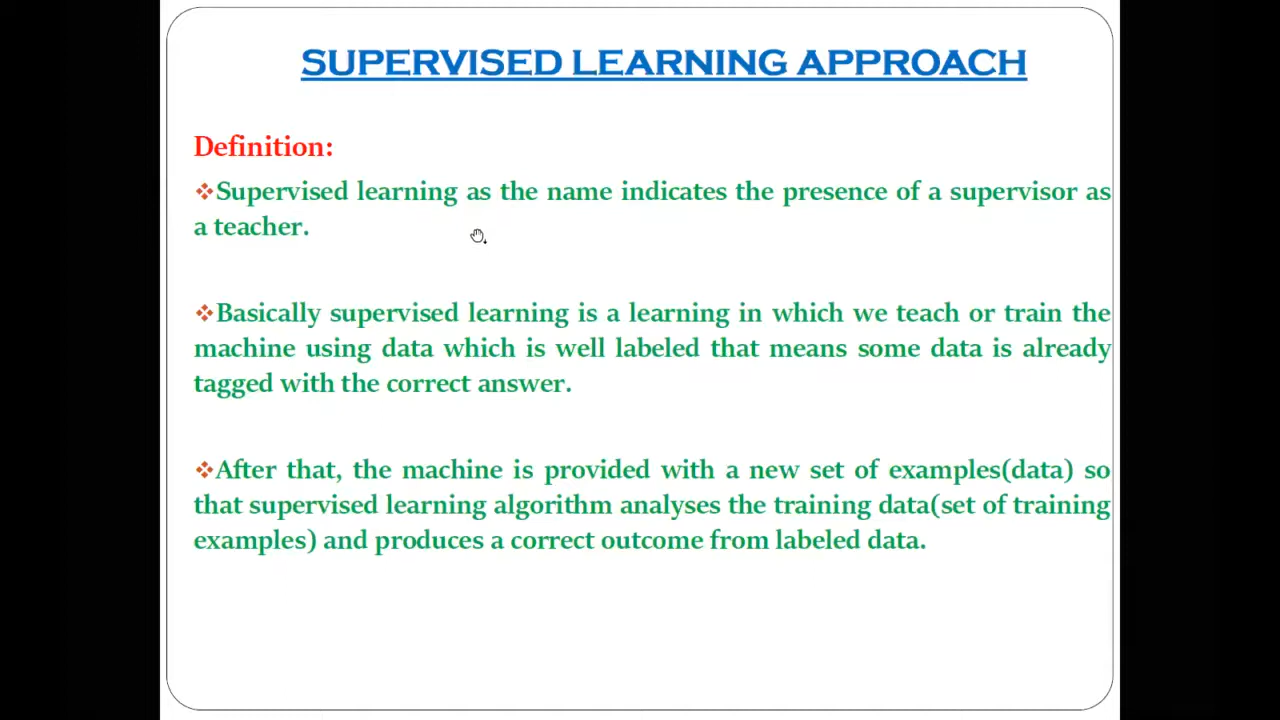 SUPERVISED LEARNING APPROACH
Definition:
❖Supervised learning as the name indicates the presence of a supervisor as
a teacher.
❖Basically supervised learning is a learning in which we teach or train the
machine using data which is well labeled that means some data is already
tagged with the correct answer.
❖After that, the machine is provided with a new set of examples(data) so
that supervised learning algorithm analyses the training data(set of training
examples) and produces a correct outcome from labeled data.